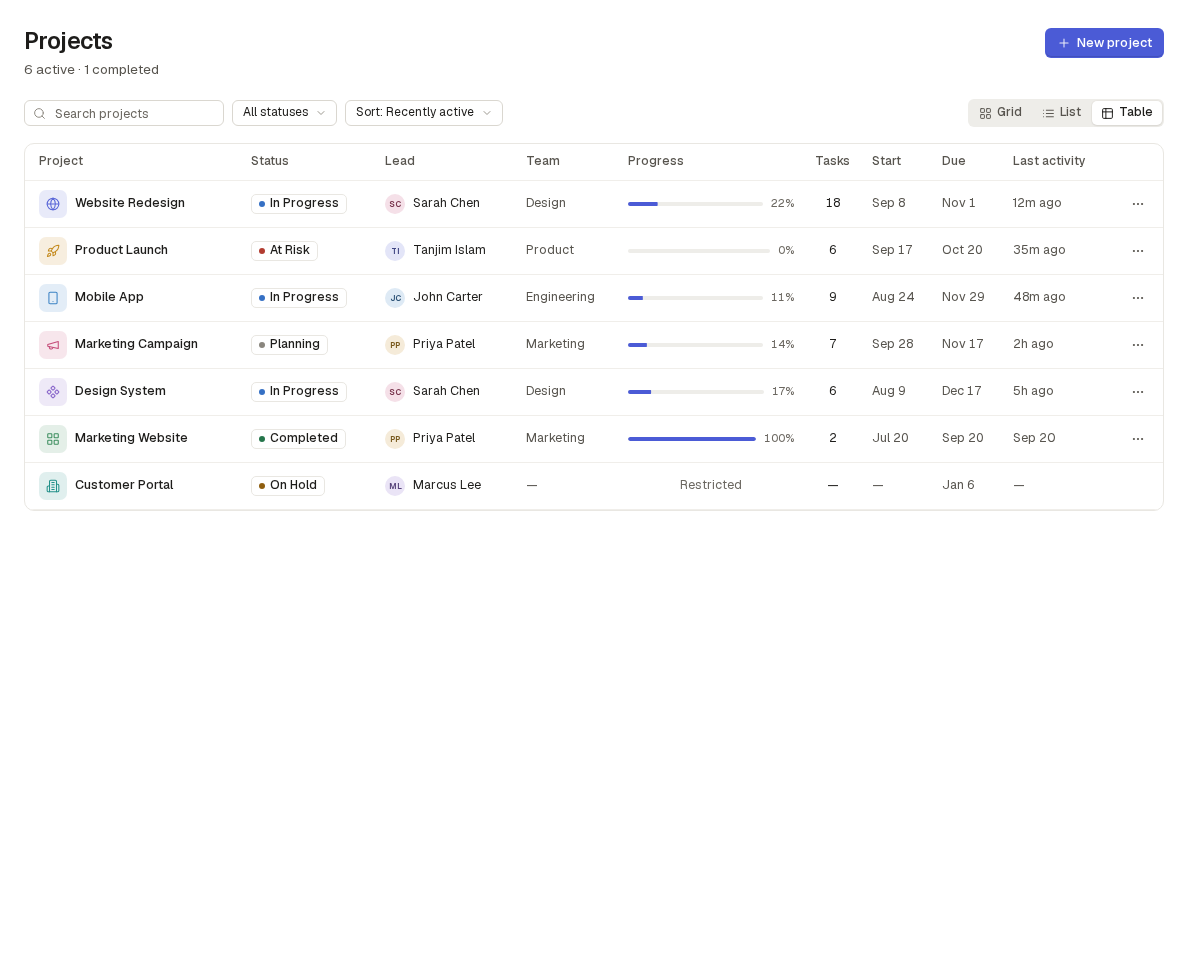 Projects
6 active · 1 completed
New project
Search projects
All statuses
Sort: Recently active
Grid
List
Table
Project Status Lead Team Progress Tasks Start Due Last activity
Website Redesign In Progress SC Sarah Chen Design 22% 18 Sep 8 Nov 1 12m ago
Product Launch At Risk TI Tanjim Islam Product 0% 6 Sep 17 Oct 20 35m ago
Mobile App In Progress JC John Carter Engineering 11% 9 Aug 24 Nov 29 48m ago
Marketing Campaign Planning PP Priya Patel Marketing 14% 7 Sep 28 Nov 17 2h ago
Design System In Progress SC Sarah Chen Design 17% 6 Aug 9 Dec 17 5h ago
Marketing Website Completed PP Priya Patel Marketing 100% 2 Jul 20 Sep 20 Sep 20
Customer Portal On Hold ML Marcus Lee — Restricted — — Jan 6 —